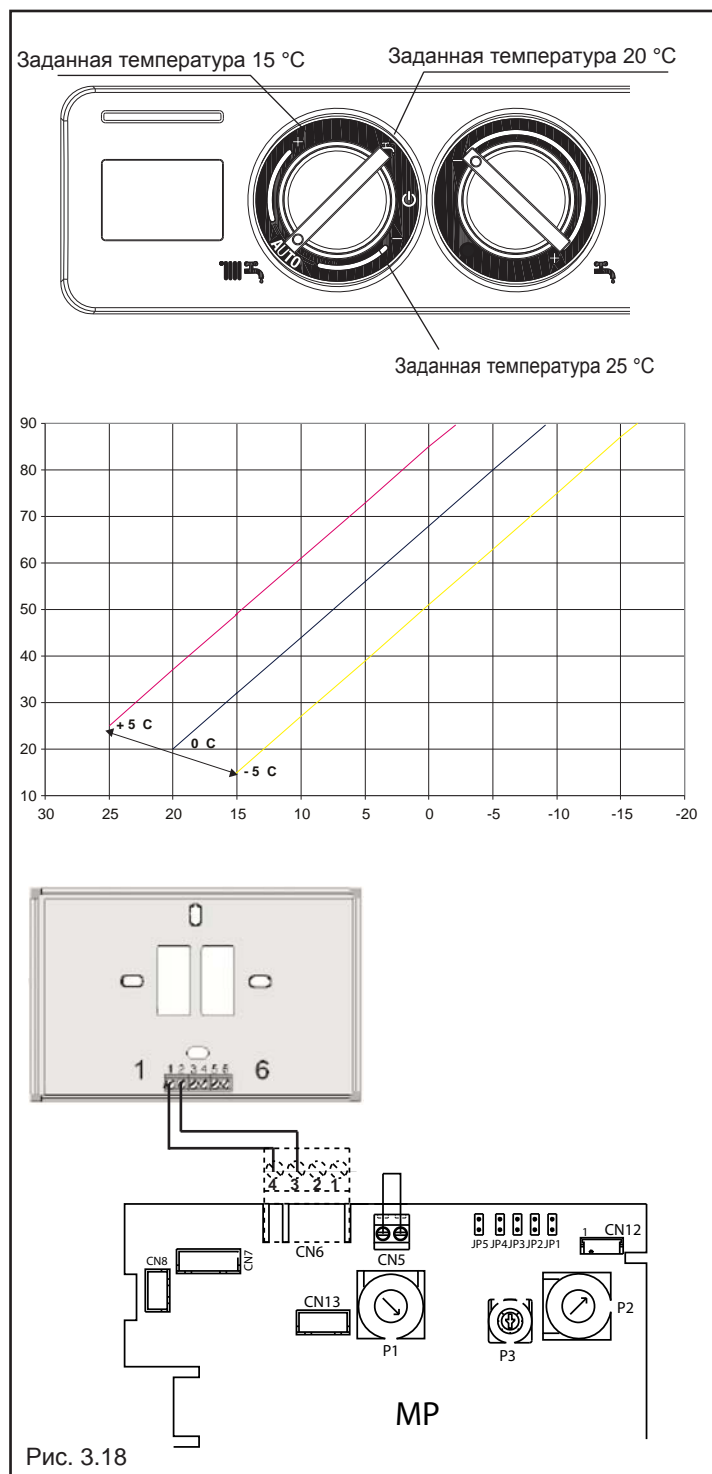 Заданная температура 15 °C
Заданная температура 20 °C
+
−
AUTO
−
+
Заданная температура 25 °C
90
80
70
60
50
40
30
20
10
+ 5 C
0 C
- 5 C
30 25 20 15 10 5 0 -5 -10 -15 -20
1 1 2 3 4 5 6 6
4 3 2 1
CN6
CN5
JP5 JP4 JP3 JP2 JP1
1 CN12
CN8
CN7
CN13
P1
P3
P2
MP
Рис. 3.18